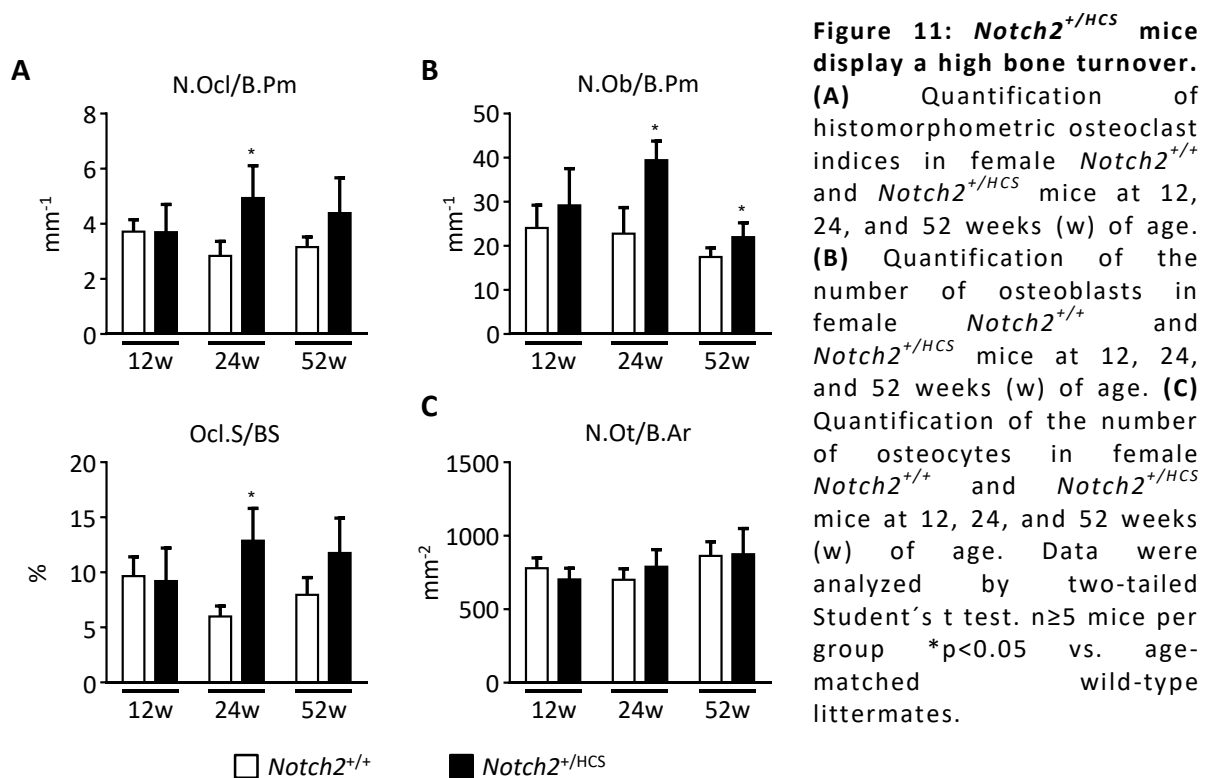 A
N.Ocl/B.Pm
8
6
4
2
0
mm⁻¹
*
12w 24w 52w
Ocl.S/BS
20
15
10
5
0
%
*
12w 24w 52w
B
N.Ob/B.Pm
50
40
30
20
10
0
mm⁻¹
*
*
12w 24w 52w
C
N.Ot/B.Ar
1500
1000
500
0
mm⁻²
12w 24w 52w
Notch2⁺/⁺ Notch2⁺/ᴴᶜˢ
Figure 11: Notch2⁺/ᴴᶜˢ mice
display a high bone turnover.
(A) Quantification of
histomorphometric osteoclast
indices in female Notch2⁺/⁺
and Notch2⁺/ᴴᶜˢ mice at 12,
24, and 52 weeks (w) of age.
(B) Quantification of the
number of osteoblasts in
female Notch2⁺/⁺ and
Notch2⁺/ᴴᶜˢ mice at 12, 24,
and 52 weeks (w) of age. (C)
Quantification of the number
of osteocytes in female
Notch2⁺/⁺ and Notch2⁺/ᴴᶜˢ
mice at 12, 24, and 52 weeks
(w) of age. Data were
analyzed by two-tailed
Student´s t test. n≥5 mice per
group *p<0.05 vs. age-
matched wild-type
littermates.